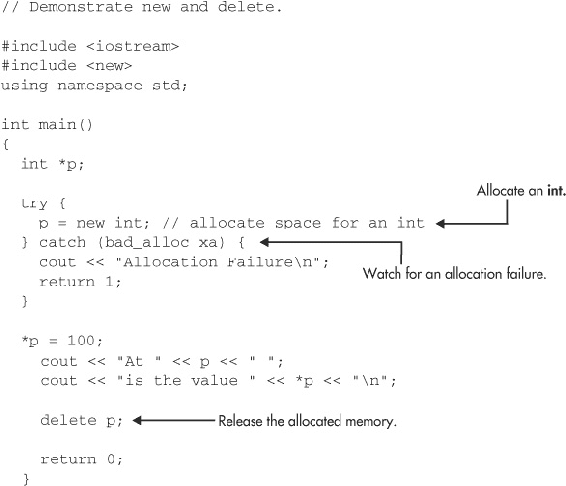 // Demonstrate new and delete.
#include <iostream>
#include <new>
using namespace std;
int main()
{
int *p;
try {
Allocate an int.
p = new int; // allocate space for an int
} catch (bad_alloc xa) {
cout << "Allocation Failure\n";
Watch for an allocation failure.
return 1;
}
*p = 100;
cout << "At " << p << " ";
cout << "is the value " << *p << "\n";
delete p;
Release the allocated memory.
return 0;
}